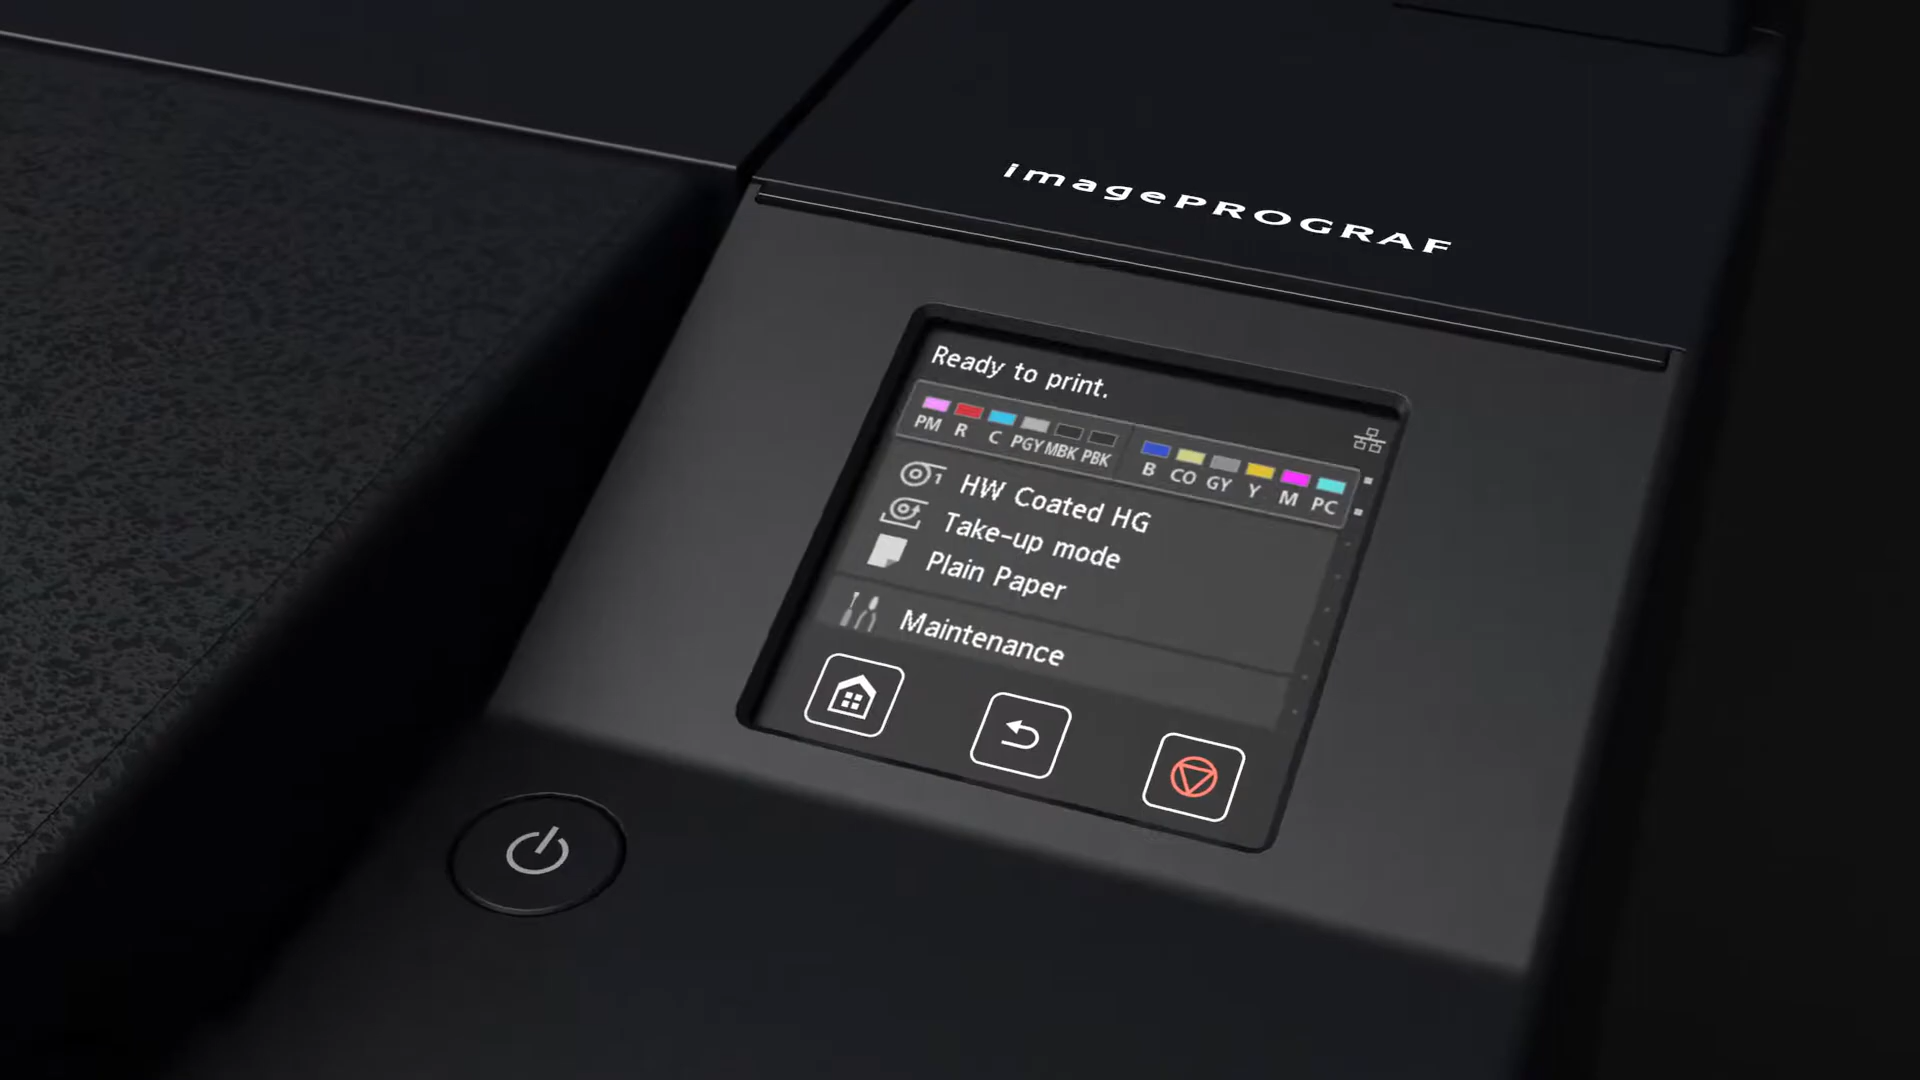 imagePROGRAF
Ready to print.
PM R C PGY MBK PBK B CO GY Y M PC
1 HW Coated HG
Take-up mode
Plain Paper
Maintenance